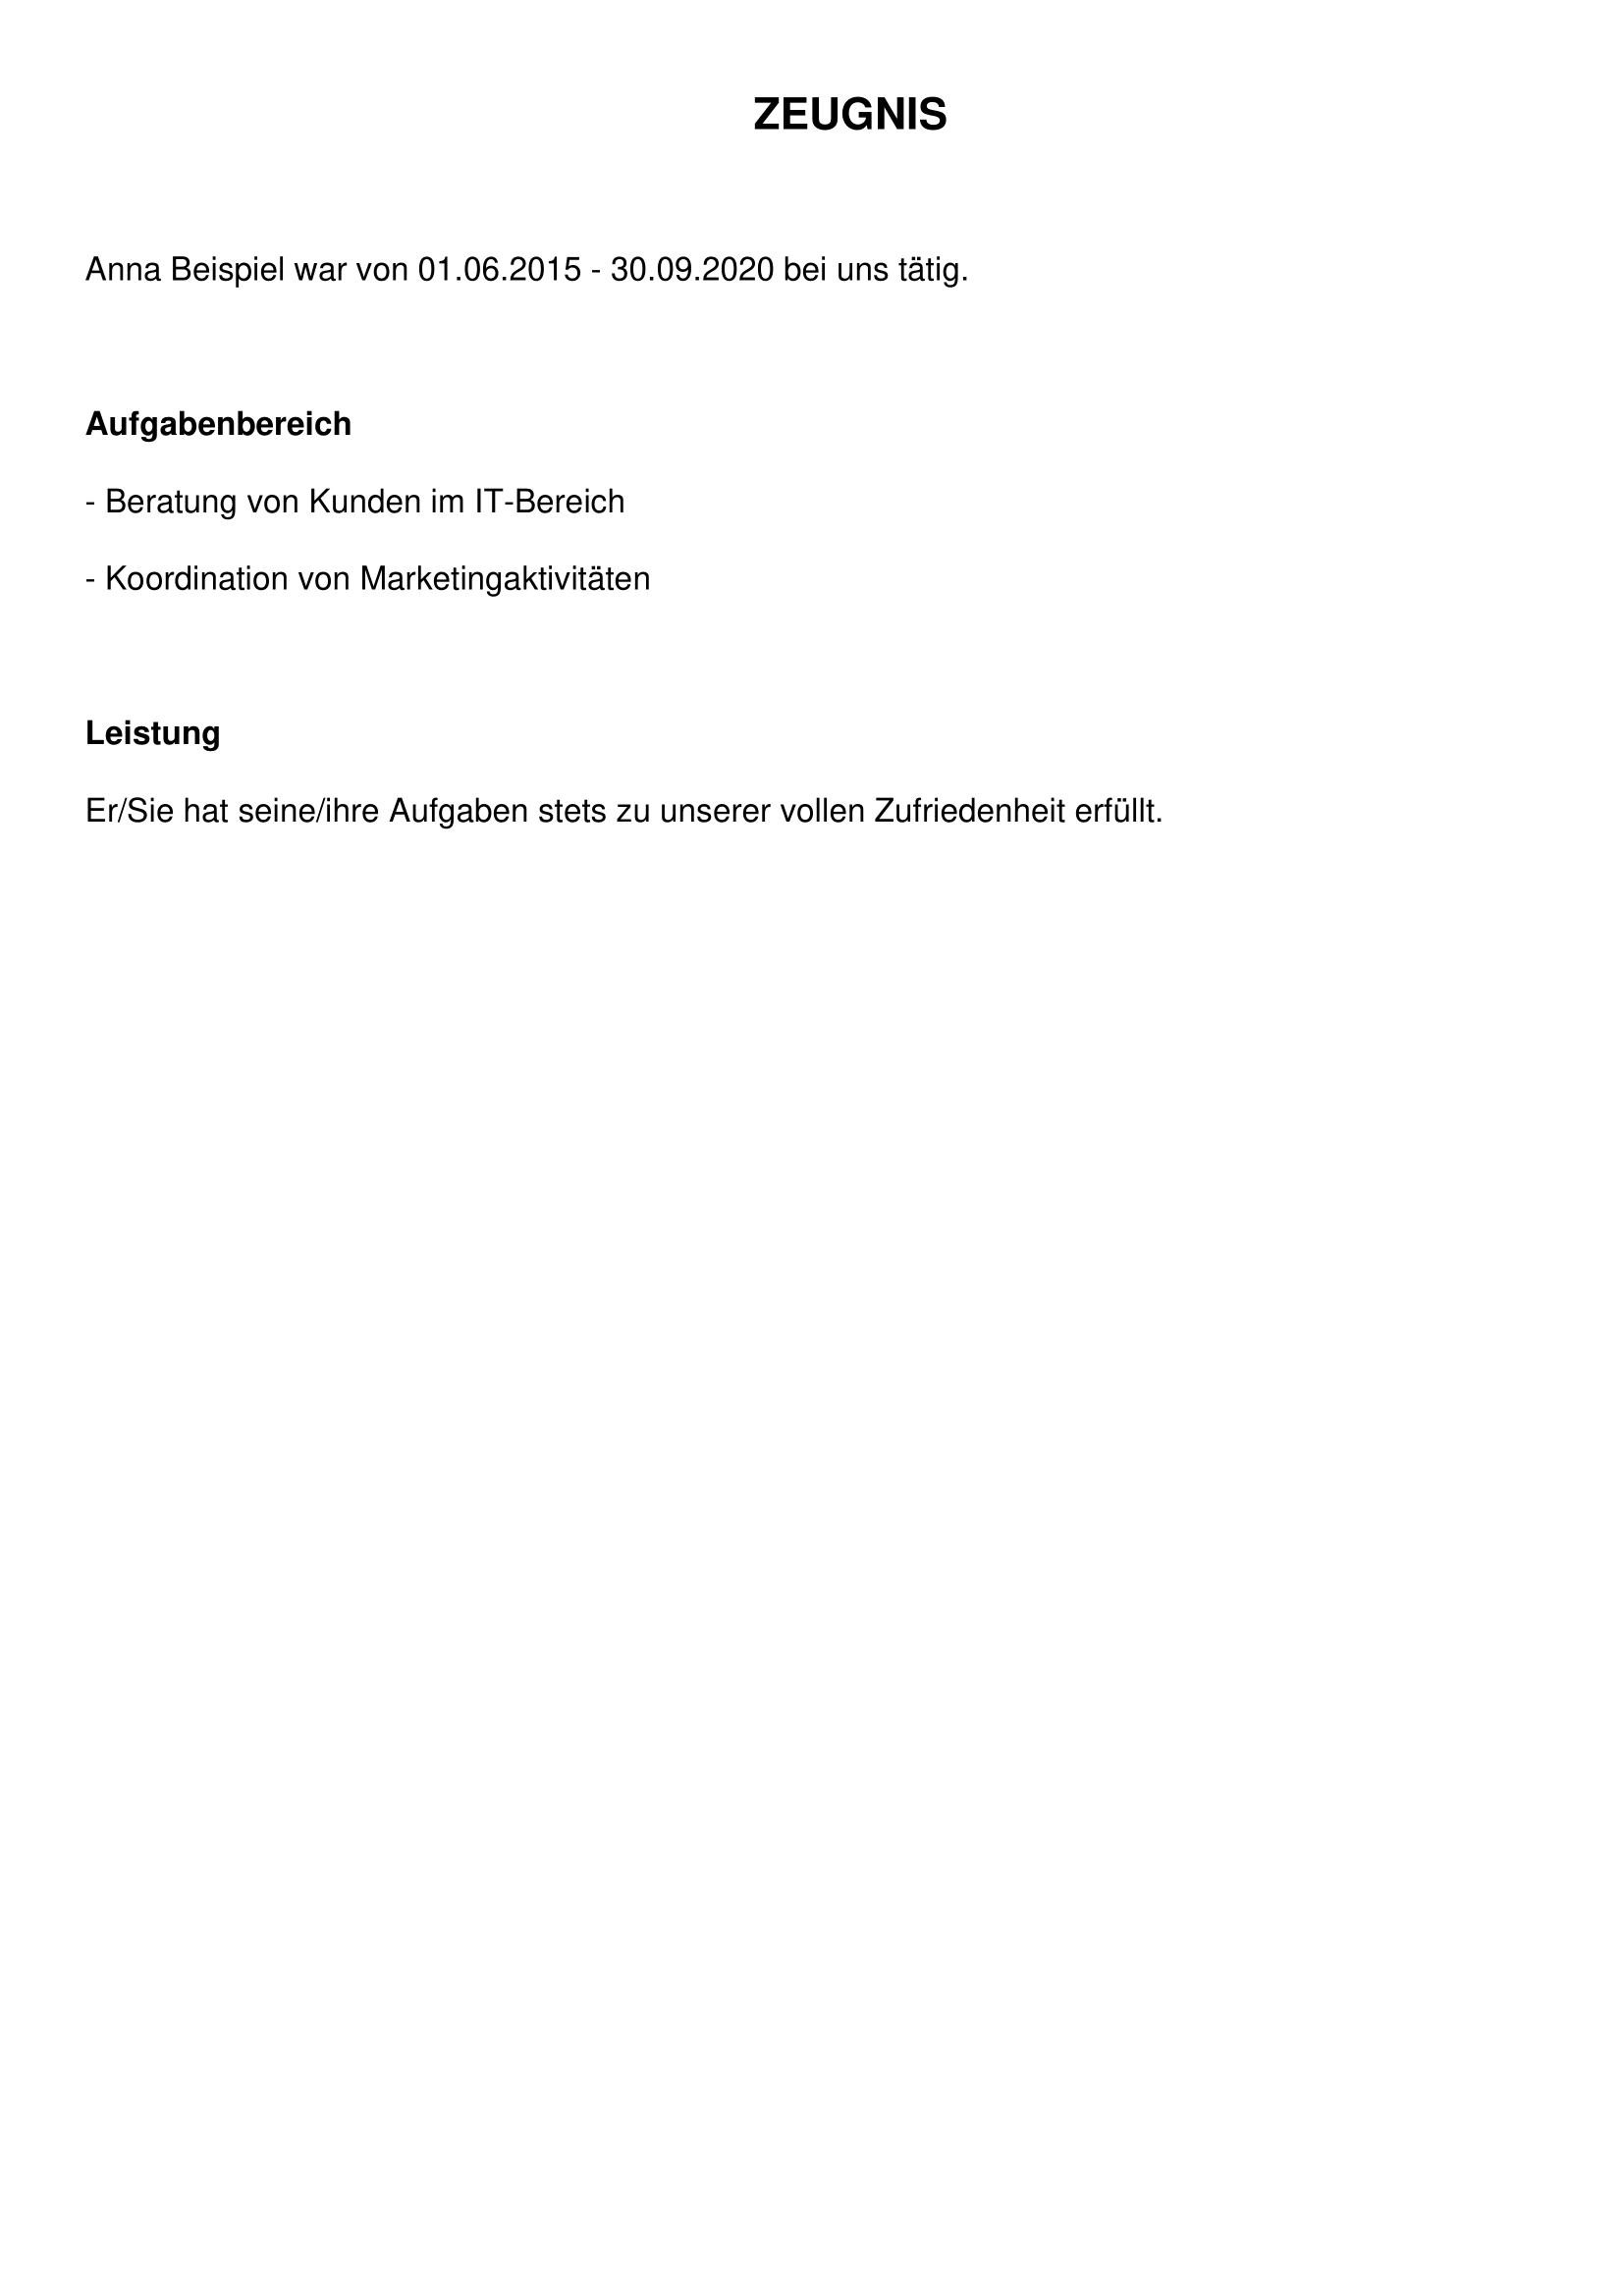 ZEUGNIS
Anna Beispiel war von 01.06.2015 - 30.09.2020 bei uns tätig.
Aufgabenbereich
- Beratung von Kunden im IT-Bereich
- Koordination von Marketingaktivitäten
Leistung
Er/Sie hat seine/ihre Aufgaben stets zu unserer vollen Zufriedenheit erfüllt.